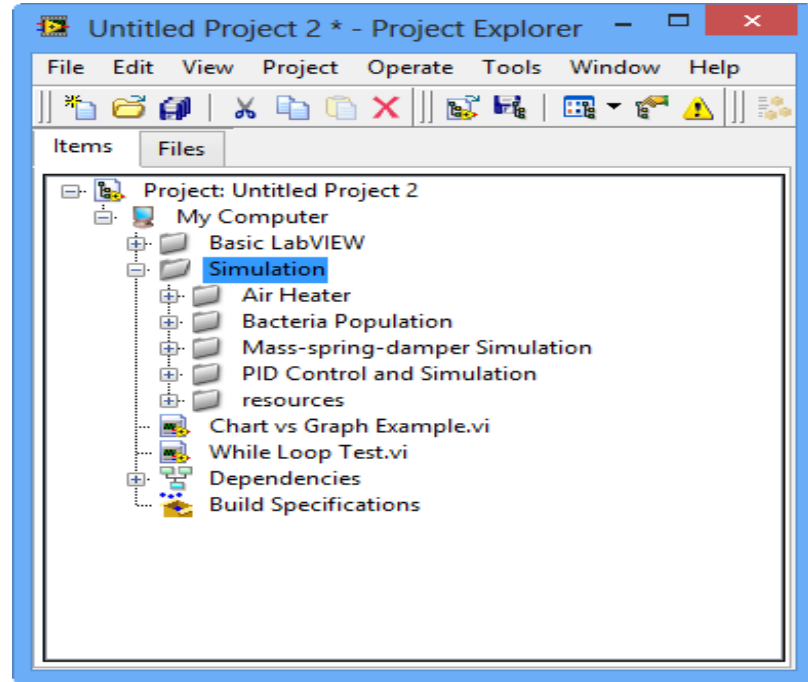 Untitled Project 2 * - Project Explorer
File Edit View Project Operate Tools Window Help
Items Files
Project: Untitled Project 2
My Computer
Basic LabVIEW
Simulation
Air Heater
Bacteria Population
Mass-spring-damper Simulation
PID Control and Simulation
resources
Chart vs Graph Example.vi
While Loop Test.vi
Dependencies
Build Specifications